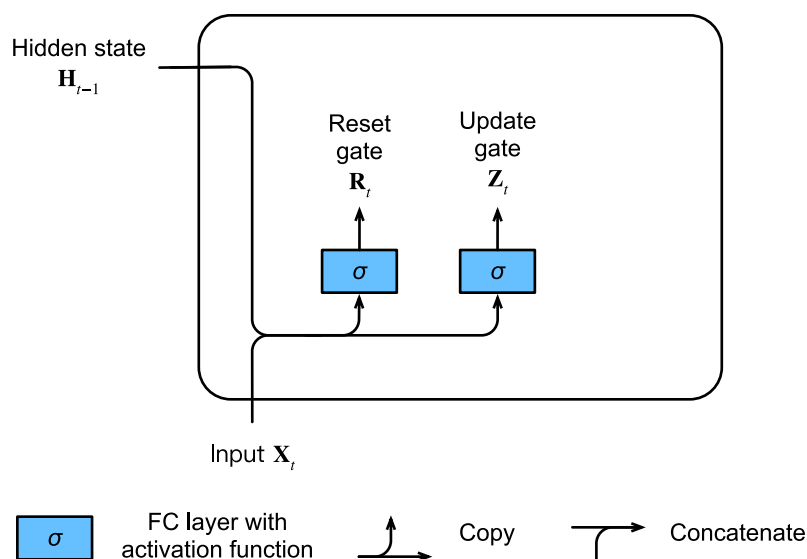 Hidden state
H_{t−1}
Reset
gate
R_t
Update
gate
Z_t
σ
σ
Input X_t
σ
FC layer with
activation function
Copy
Concatenate